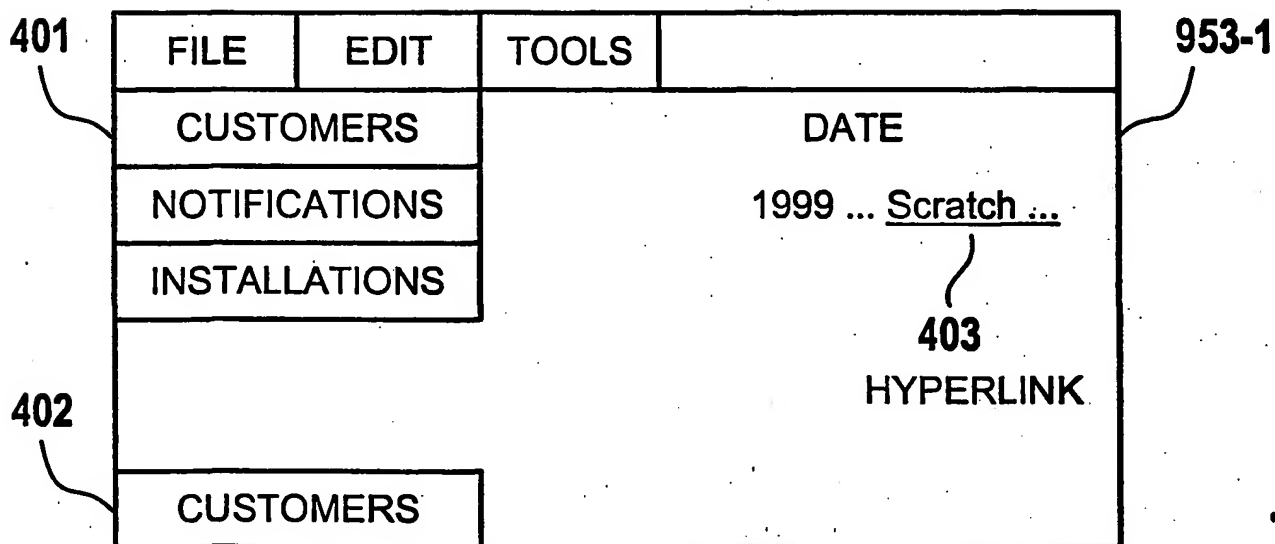 401 FILE EDIT TOOLS 953-1
CUSTOMERS DATE
NOTIFICATIONS 1999 ... Scratch ...
INSTALLATIONS
403
HYPERLINK
402
CUSTOMERS